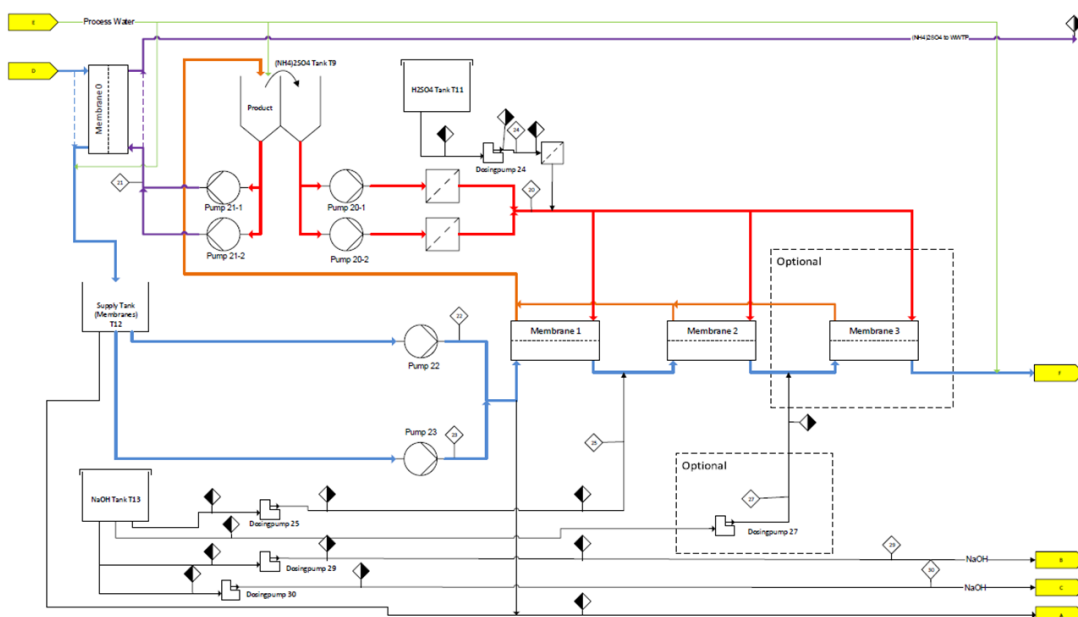 E
Process Water
(NH4)2SO4 to WWTP
D
Membrane 0
(NH4)2SO4 Tank T9
Product
H2SO4 Tank T11
24
Dosingpump 24
21
Pump 21-1
Pump 20-1
20
Pump 21-2
Pump 20-2
Optional
Supply Tank
(Membranes)
T12
22
Membrane 1
Membrane 2
Membrane 3
Pump 22
F
Pump 23
23
25
Optional
NaOH Tank T13
27
Dosingpump 25
Dosingpump 27
29
NaOH
B
Dosingpump 29
30
NaOH
C
Dosingpump 30
A